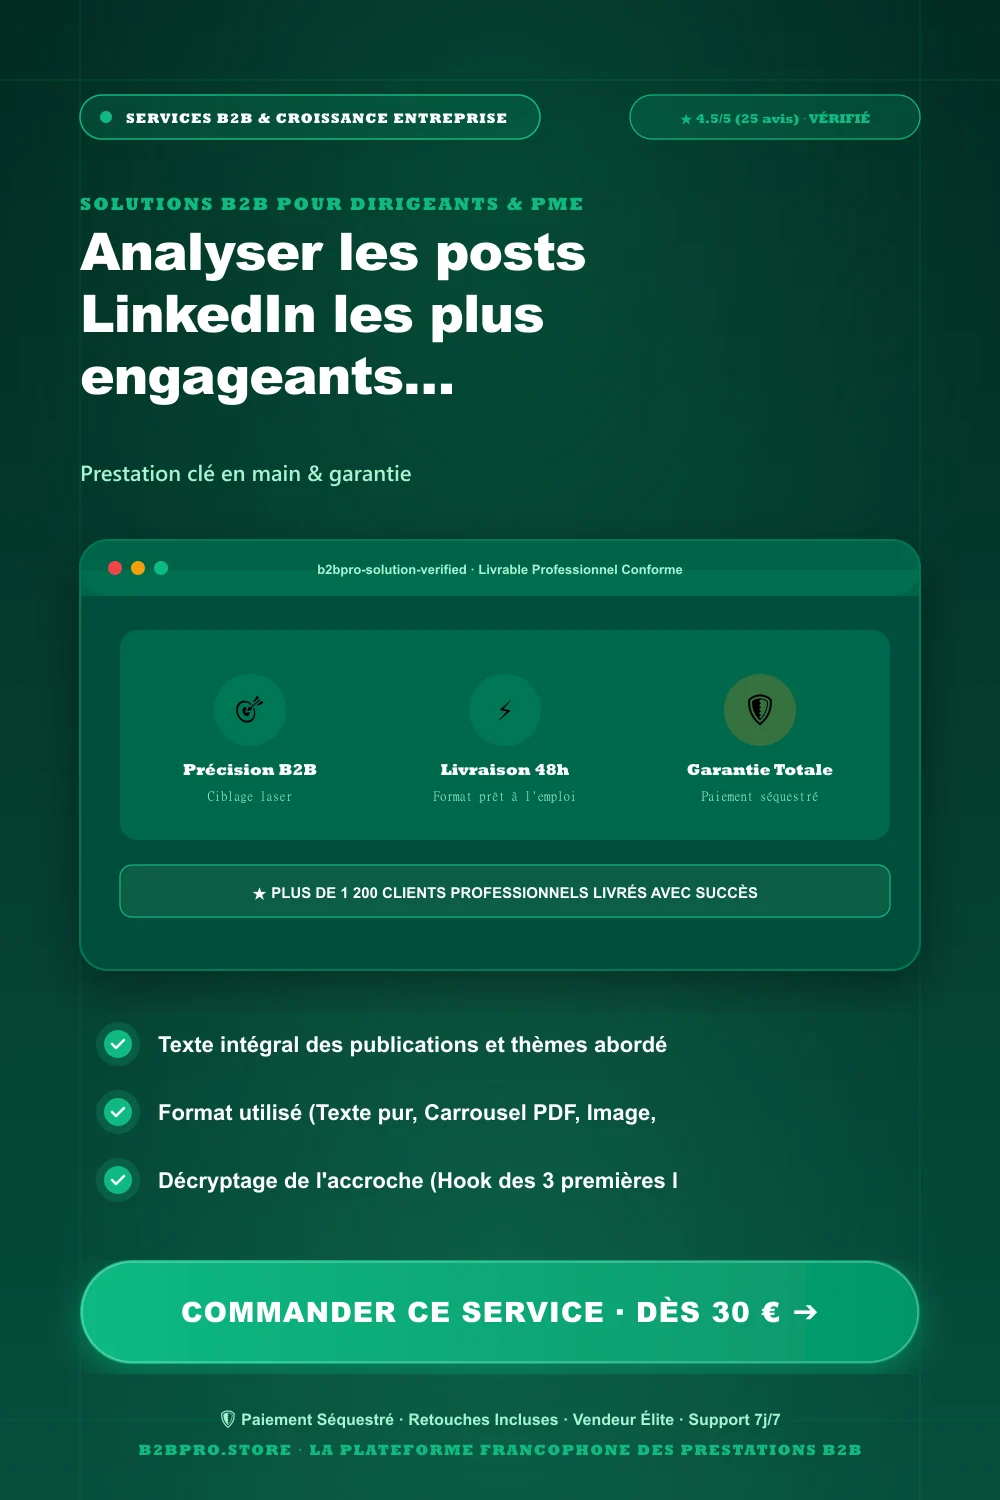 SERVICES B2B & CROISSANCE ENTREPRISE
★ 4.5/5 (25 avis) · VÉRIFIÉ
SOLUTIONS B2B POUR DIRIGEANTS & PME
Analyser les posts
LinkedIn les plus
engageants...
Prestation clé en main & garantie
b2bpro-solution-verified · Livrable Professionnel Conforme
Précision B2B
Ciblage laser
Livraison 48h
Format prêt à l'emploi
Garantie Totale
Paiement séquestré
★ PLUS DE 1 200 CLIENTS PROFESSIONNELS LIVRÉS AVEC SUCCÈS
Texte intégral des publications et thèmes abordé
Format utilisé (Texte pur, Carrousel PDF, Image,
Décryptage de l'accroche (Hook des 3 premières l
COMMANDER CE SERVICE · DÈS 30 € →
Paiement Séquestré · Retouches Incluses · Vendeur Élite · Support 7j/7
B2BPRO.STORE · LA PLATEFORME FRANCOPHONE DES PRESTATIONS B2B